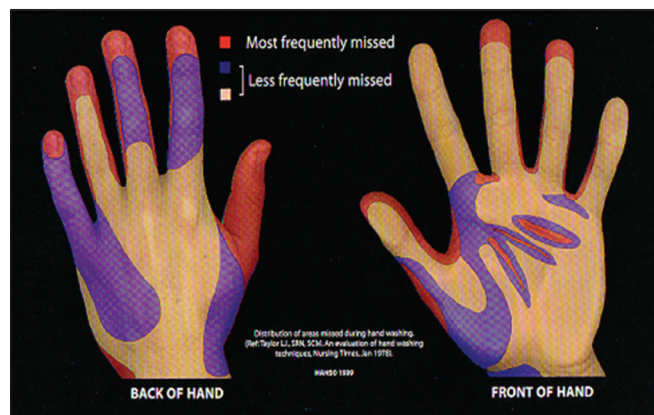 Most frequently missed
Less frequently missed
Distribution of areas missed during hand washing.
(Ref: Taylor LJ, SRN, SCM. An evaluation of hand washing
techniques, Nursing Times, Jan 1978).
HAHSO 1999
BACK OF HAND
FRONT OF HAND